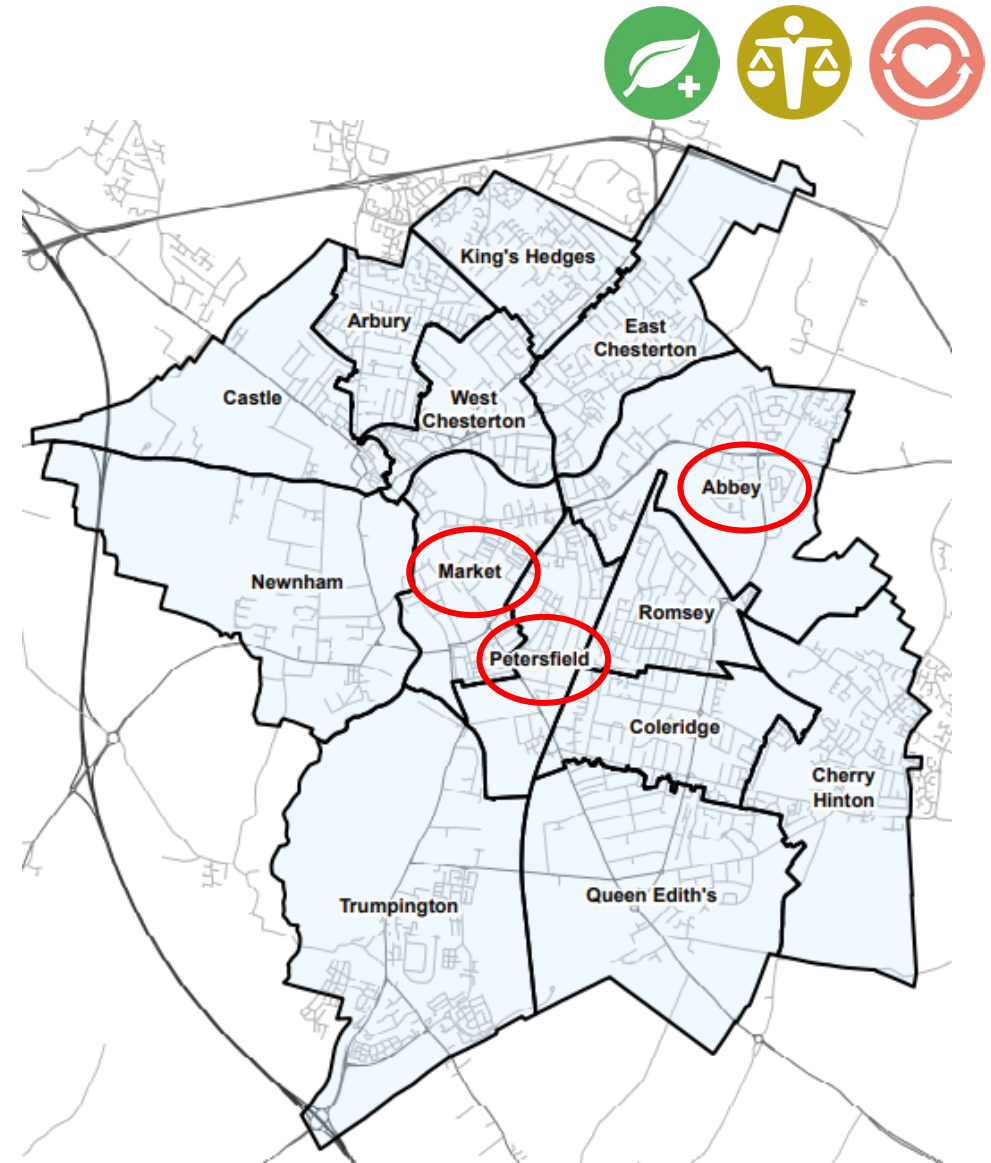 King's Hedges
Arbury
East
Chesterton
Castle
West
Chesterton
Abbey
Market
Newnham
Romsey
Petersfield
Coleridge
Cherry
Hinton
Queen Edith's
Trumpington